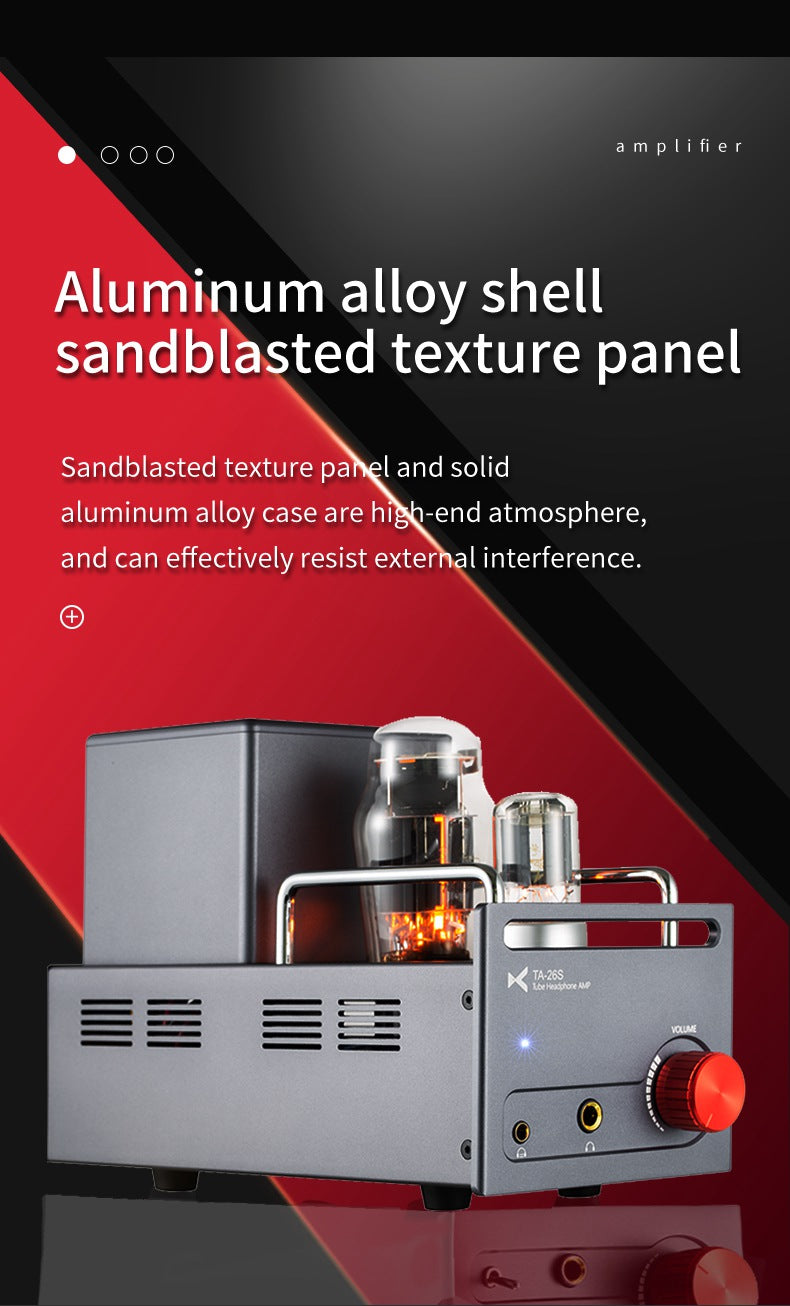 amplifier
Aluminum alloy shell
sandblasted texture panel
Sandblasted texture panel and solid
aluminum alloy case are high-end atmosphere,
and can effectively resist external interference.
TA-26S
Tube Headphone AMP
VOLUME